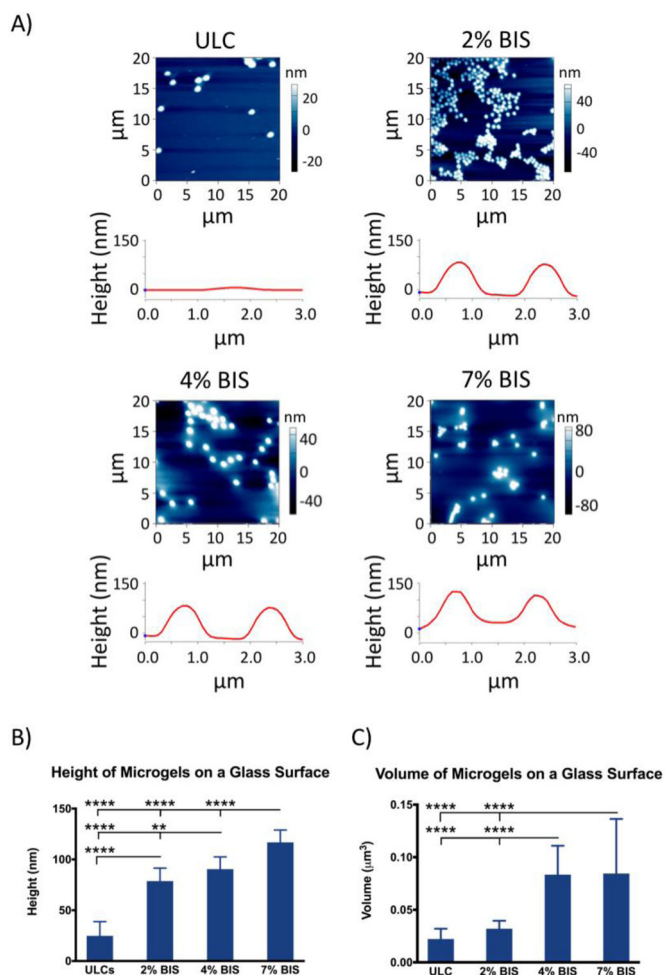 A)
ULC
20
15
10
5
0
μm
0 5 10 15 20
μm
nm
20
0
-20
Height (nm)
150
0
0.0 1.0 2.0 3.0
μm
2% BIS
20
15
10
5
0
μm
0 5 10 15 20
μm
nm
40
0
-40
Height (nm)
150
0
0.0 1.0 2.0 3.0
μm
4% BIS
20
15
10
5
0
μm
0 5 10 15 20
μm
nm
40
0
-40
Height (nm)
150
0
0.0 1.0 2.0 3.0
μm
7% BIS
20
15
10
5
0
μm
0 5 10 15 20
μm
nm
80
0
-80
Height (nm)
150
0
0.0 1.0 2.0 3.0
μm
B)
Height of Microgels on a Glass Surface
**** **** ****
**** **
****
150
100
50
0
Height (nm)
ULCs 2% BIS 4% BIS 7% BIS
C)
Volume of Microgels on a Glass Surface
**** ****
**** ****
0.15
0.10
0.05
0.00
Volume (μm³)
ULC 2% BIS 4% BIS 7% BIS